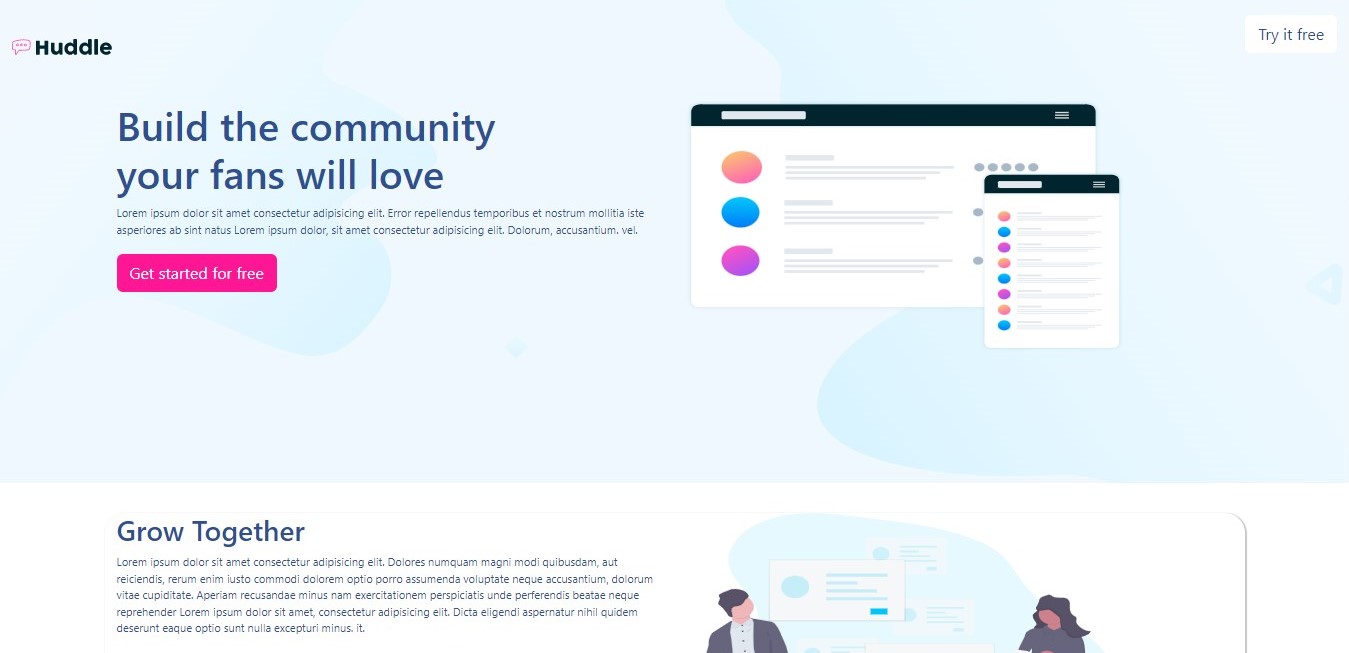 Huddle
Try it free
Build the community
your fans will love
Lorem ipsum dolor sit amet consectetur adipisicing elit. Error repellendus temporibus et nostrum mollitia iste
asperiores ab sint natus Lorem ipsum dolor, sit amet consectetur adipisicing elit. Dolorum, accusantium. vel.
Get started for free
Grow Together
Lorem ipsum dolor sit amet consectetur adipisicing elit. Dolores numquam magni modi quibusdam, aut
reiciendis, rerum enim iusto commodi dolorem optio porro assumenda voluptate neque accusantium, dolorum
vitae cupiditate. Aperiam recusandae minus nam exercitationem perspiciatis unde perferendis beatae neque
reprehender Lorem ipsum dolor sit amet, consectetur adipisicing elit. Dicta eligendi aspernatur nihil quidem
deserunt eaque optio sunt nulla excepturi minus. it.